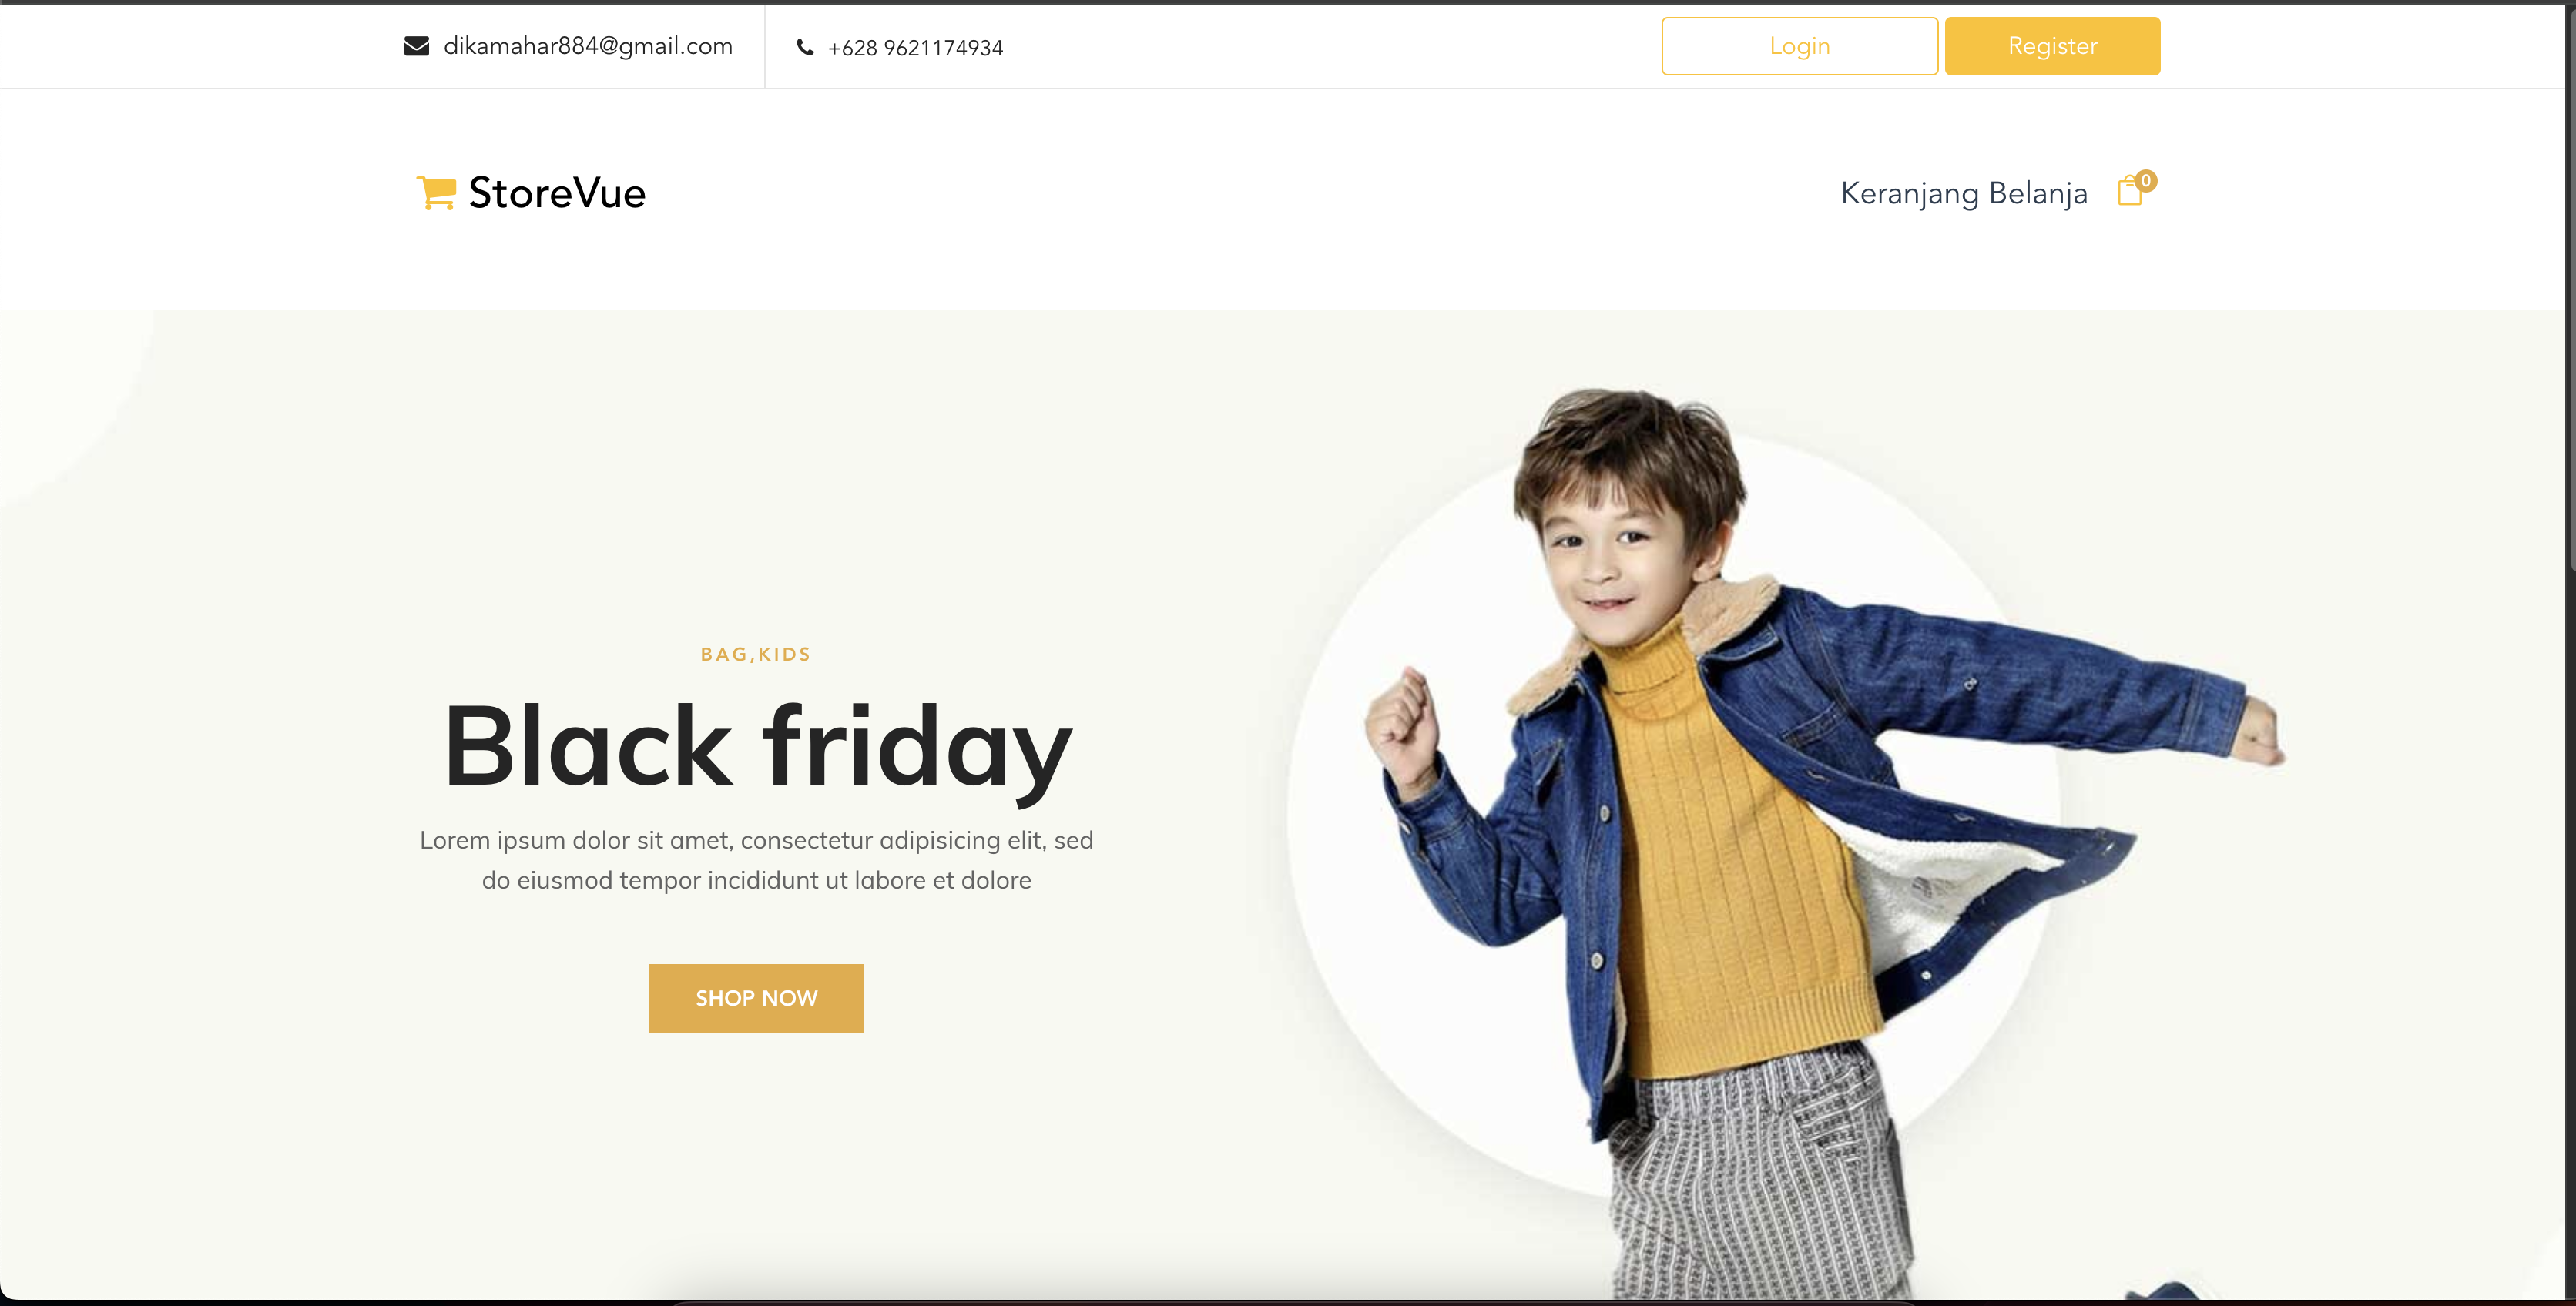 dikamahar884@gmail.com
+628 9621174934
Login
Register
StoreVue
Keranjang Belanja
0
BAG,KIDS
Black friday
Lorem ipsum dolor sit amet, consectetur adipisicing elit, sed
do eiusmod tempor incididunt ut labore et dolore
SHOP NOW